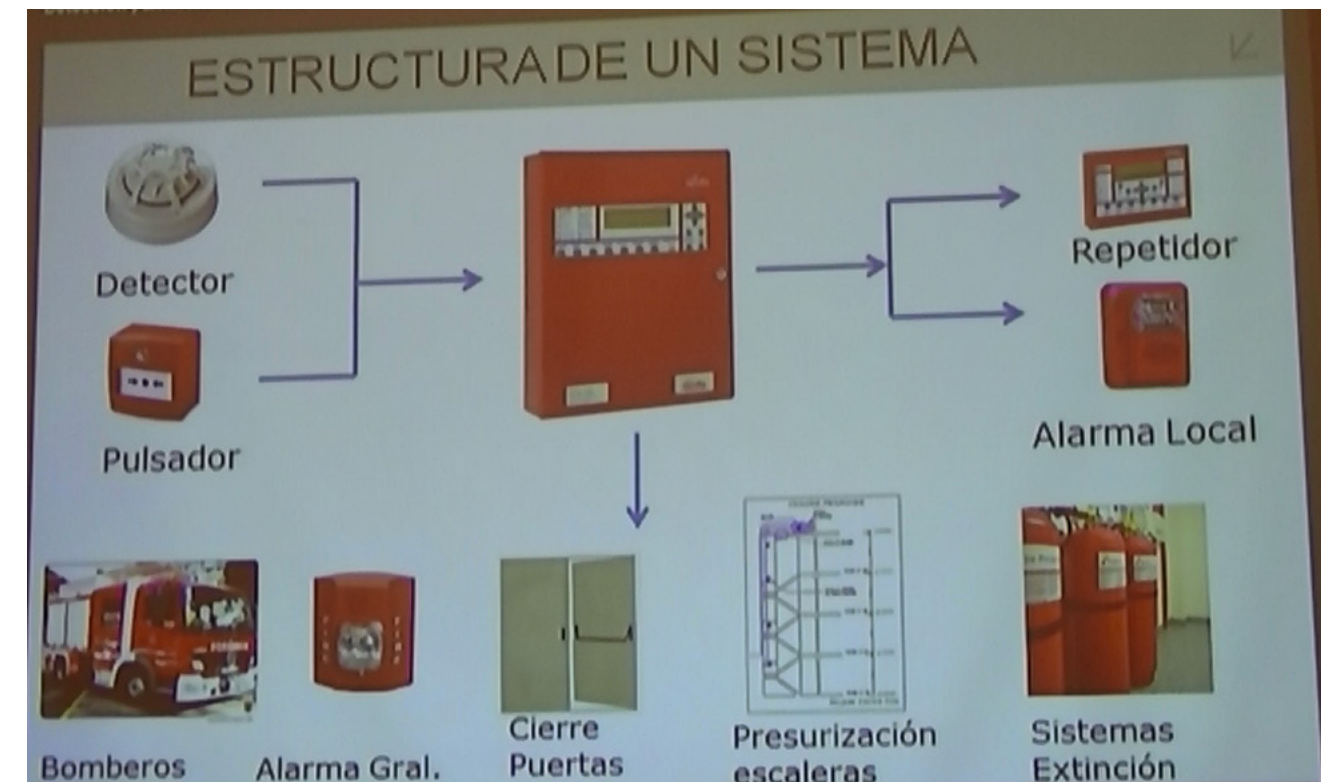 ESTRUCTURA DE UN SISTEMA
Detector
Repetidor
Pulsador
Alarma Local
Bomberos
Alarma Gral.
Cierre
Puertas
Presurización
escaleras
Sistemas
Extinción